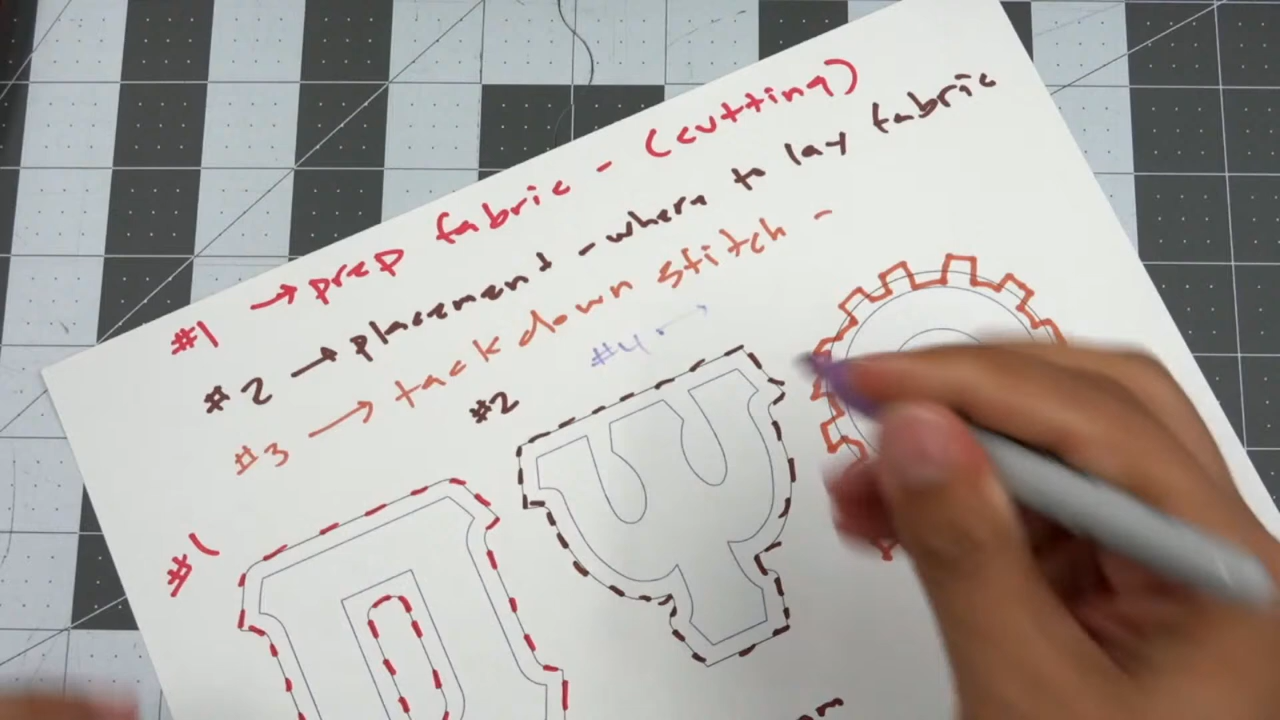 #1 → prep fabric - (cutting)
#2 → placement - where to lay fabric
#3 → tack down stitch -
#4 →
#2
#1